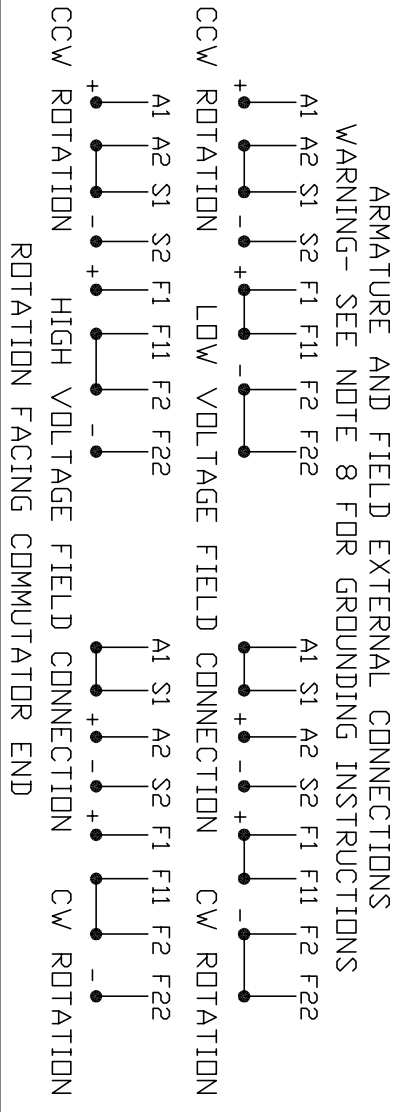 ARMATURE AND FIELD EXTERNAL CONNECTIONS
WARNING- SEE NOTE 8 FOR GROUNDING INSTRUCTIONS
A1 A2 S1 S2 F1 F11 F2 F22 A1 S1 A2 S2 F1 F11 F2 F22
+ - + - + - + -
CCW ROTATION LOW VOLTAGE FIELD CONNECTION CW ROTATION
A1 A2 S1 S2 F1 F11 F2 F22 A1 S1 A2 S2 F1 F11 F2 F22
+ - + - + - + -
CCW ROTATION HIGH VOLTAGE FIELD CONNECTION CW ROTATION
ROTATION FACING COMMUTATOR END